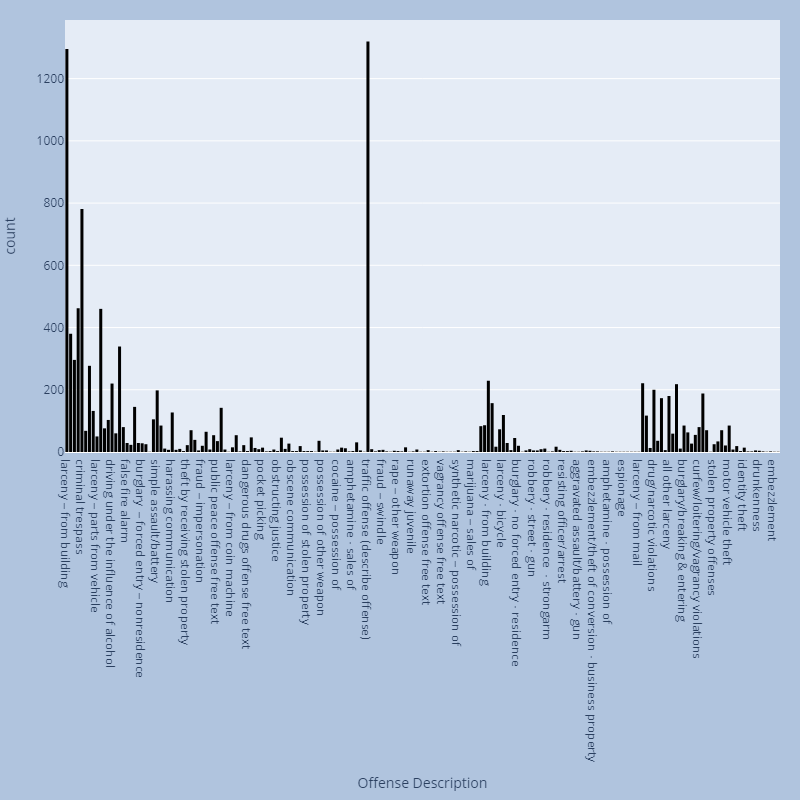 count
1200
1000
800
600
400
200
0
larceny – from building
criminal trespass
larceny – parts from vehicle
driving under the influence of alcohol
false fire alarm
burglary – forced entry – nonresidence
simple assault/battery
harassing communication
theft by receiving stolen property
fraud – impersonation
public peace offense free text
larceny – from coin machine
dangerous drugs offense free text
pocket picking
obstructing justice
obscene communication
possession of stolen property
possession of other weapon
cocaine – possession of
amphetamine - sales of
traffic offense (describe offense)
fraud – swindle
rape – other weapon
runaway juvenile
extortion offense free text
vagrancy offense free text
synthetic narcotic – possession of
marijuana – sales of
larceny - from building
larceny - bicycle
burglary - no forced entry - residence
robbery - street - gun
robbery - residence  - strongarm
resisting officer/arrest
aggravated assault/battery - gun
embezzlement/theft of conversion - business property
amphetamine - possession of
espionage
larceny – from mail
drug/narcotic violations
all other larceny
burglary/breaking & entering
curfew/loitering/vagrancy violations
stolen property offenses
motor vehicle theft
identity theft
drunkenness
embezzlement
Offense Description